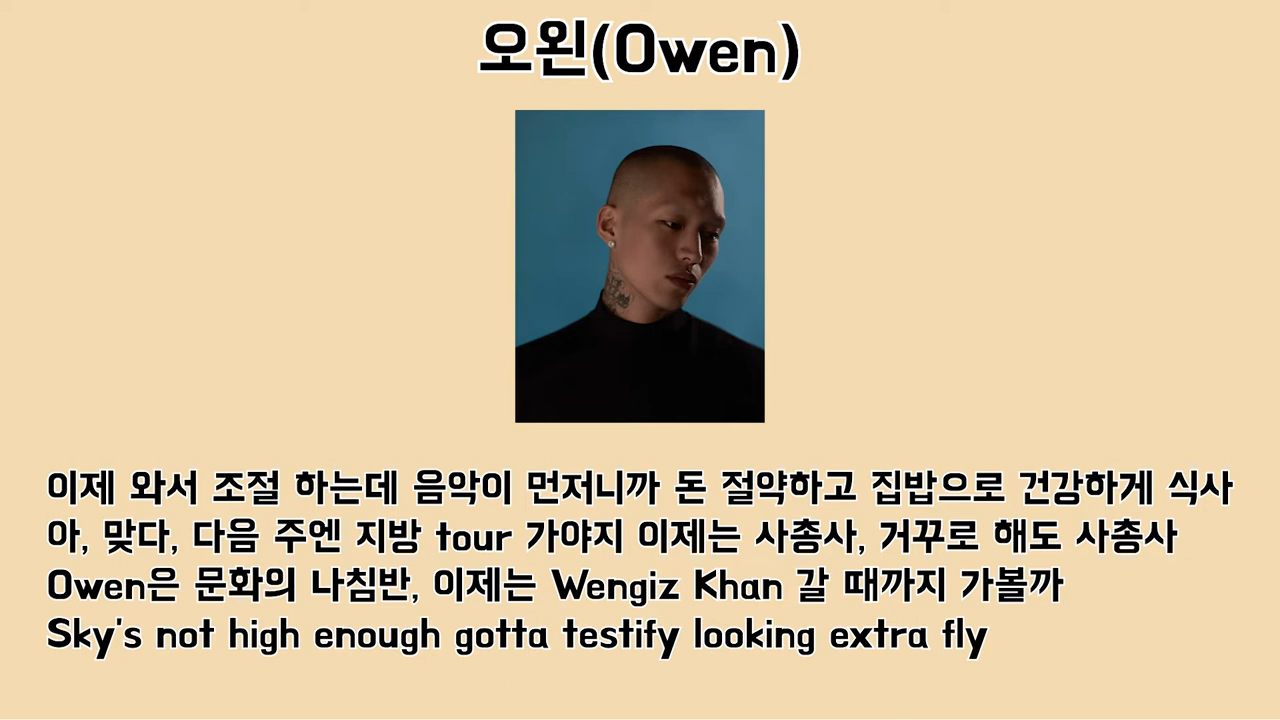 오왼(Owen)
이제 와서 조절 하는데 음악이 먼저니까 돈 절약하고 집밥으로 건강하게 식사
아, 맞다, 다음 주엔 지방 tour 가야지 이제는 사총사, 거꾸로 해도 사총사
Owen은 문화의 나침반, 이제는 Wengiz Khan 갈 때까지 가볼까
Sky's not high enough gotta testify looking extra fly